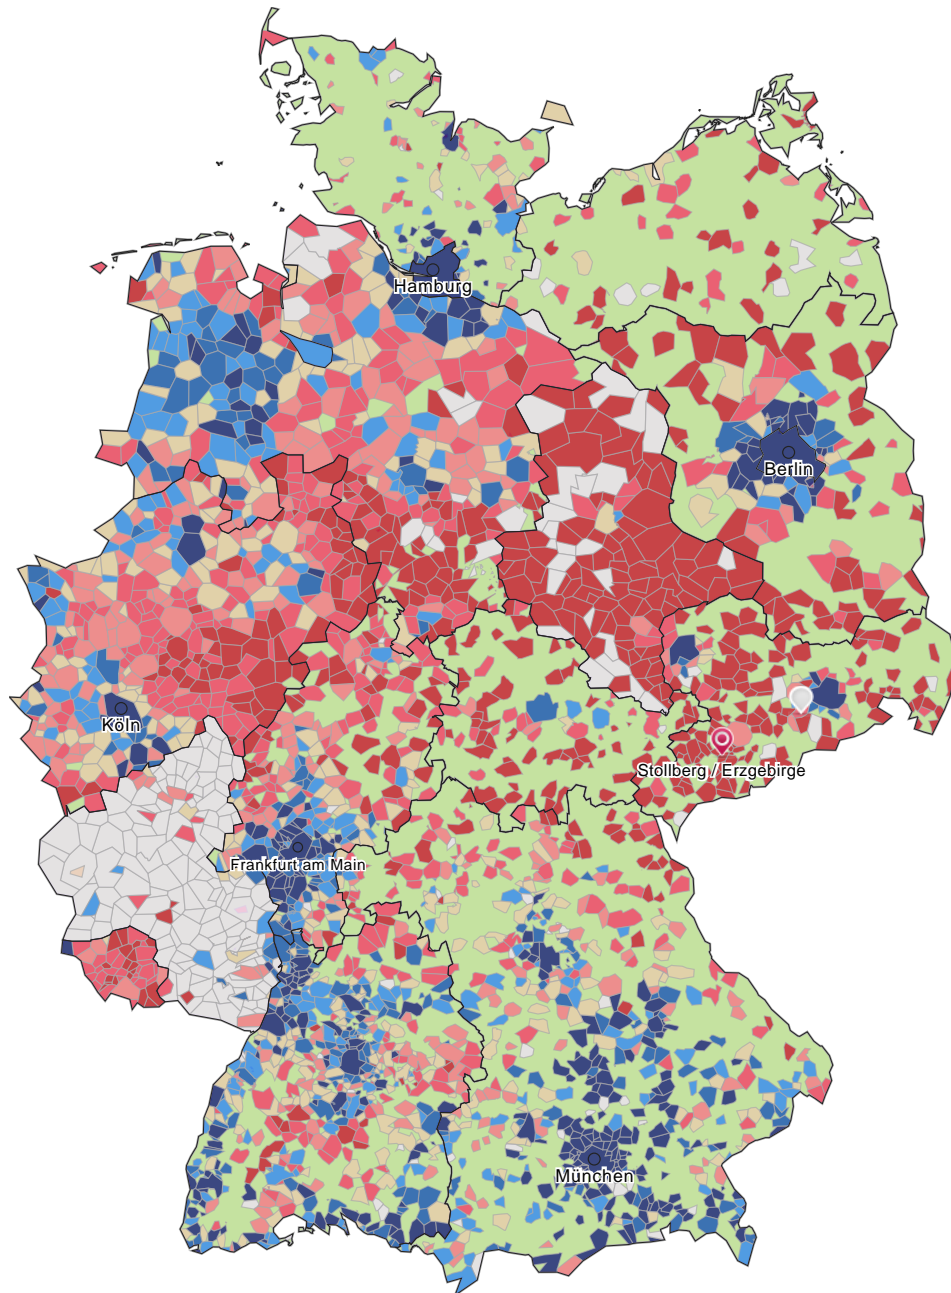 Hamburg
Berlin
Köln
Stollberg / Erzgebirge
Frankfurt am Main
München